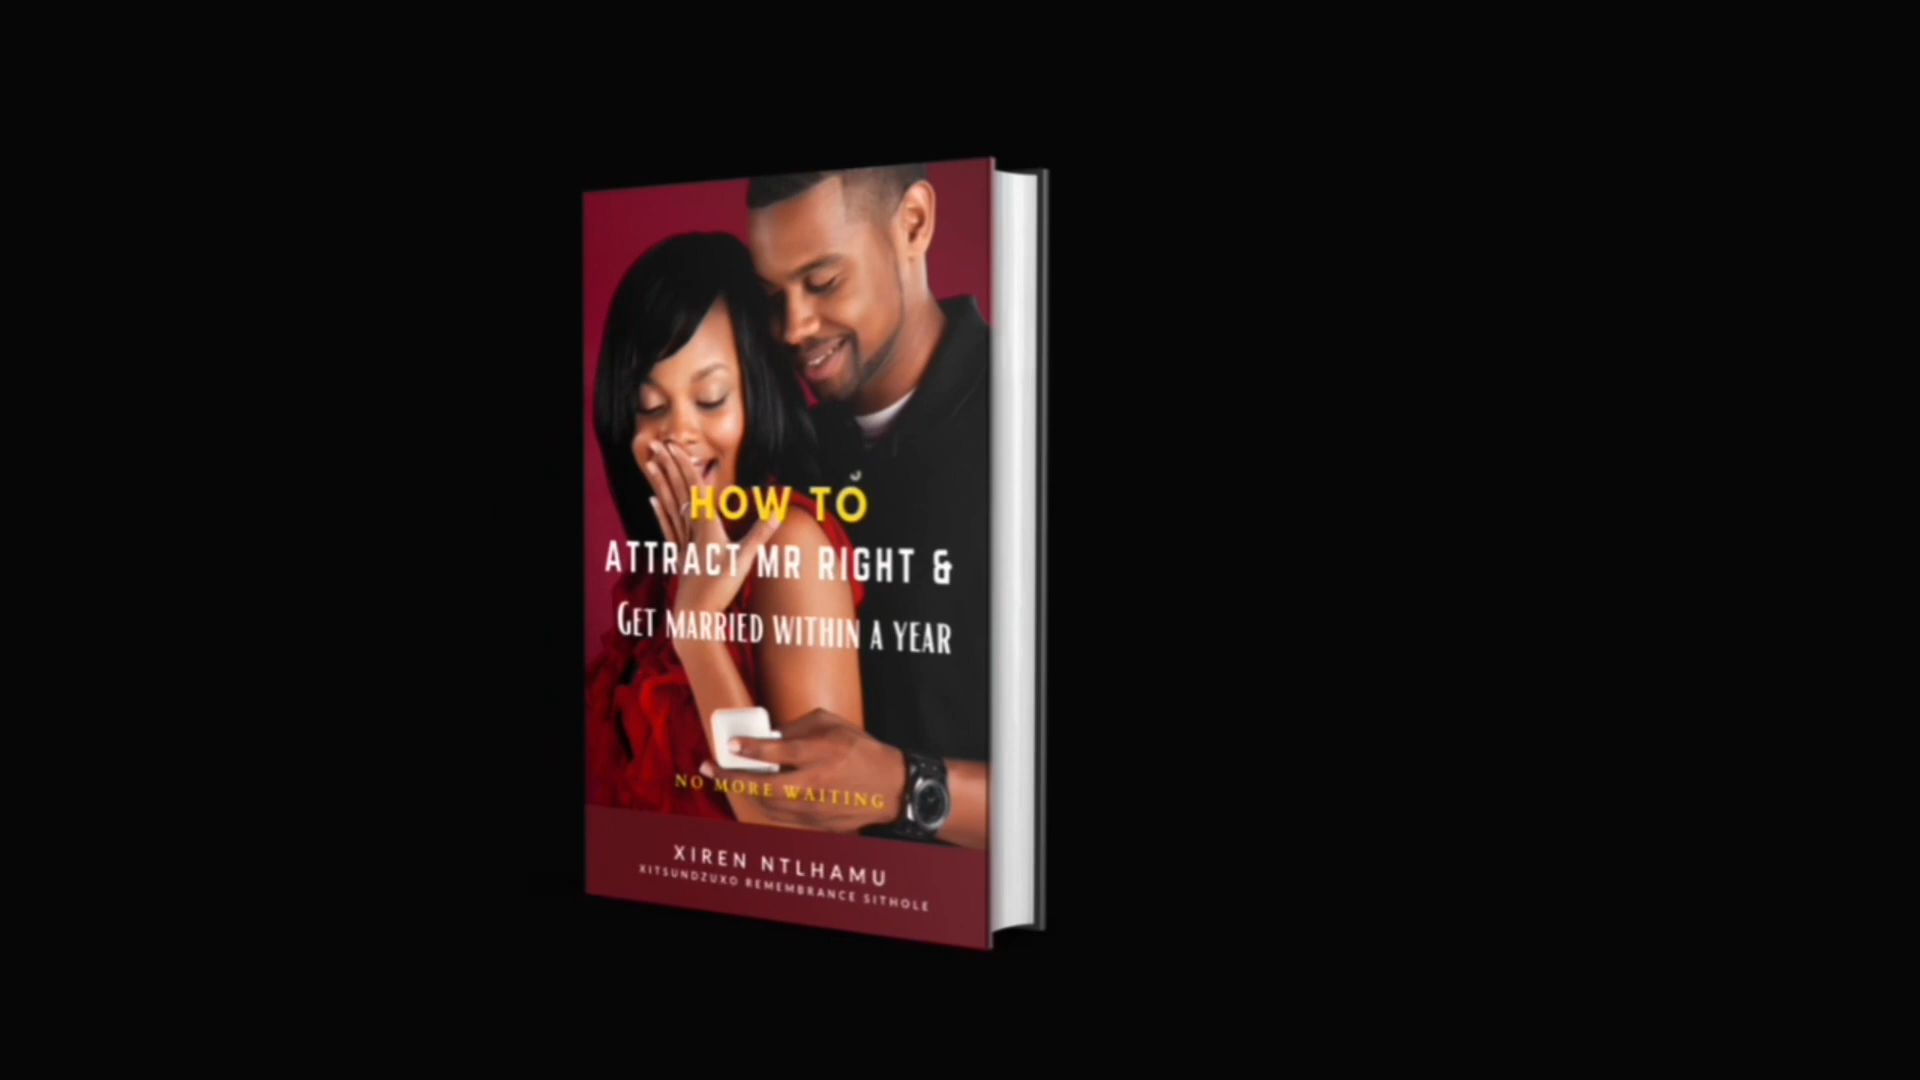 HOW TO
ATTRACT MR RIGHT &
GET MARRIED WITHIN A YEAR
NO MORE WAITING
XIREN NTLHAMU
XITSUNDZUXO REMEMBRANCE SITHOLE